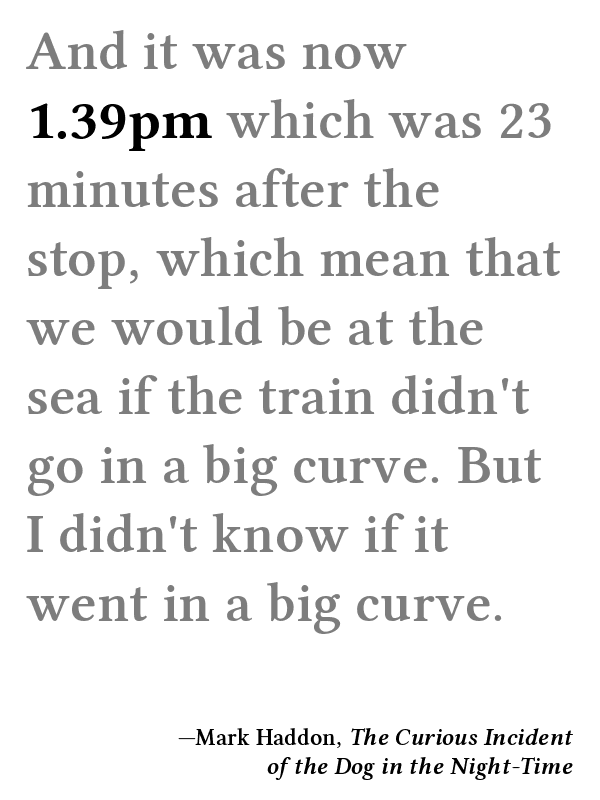 And it was now
1.39pm which was 23
minutes after the
stop, which mean that
we would be at the
sea if the train didn't
go in a big curve. But
I didn't know if it
went in a big curve.
—Mark Haddon, The Curious Incident
of the Dog in the Night-Time